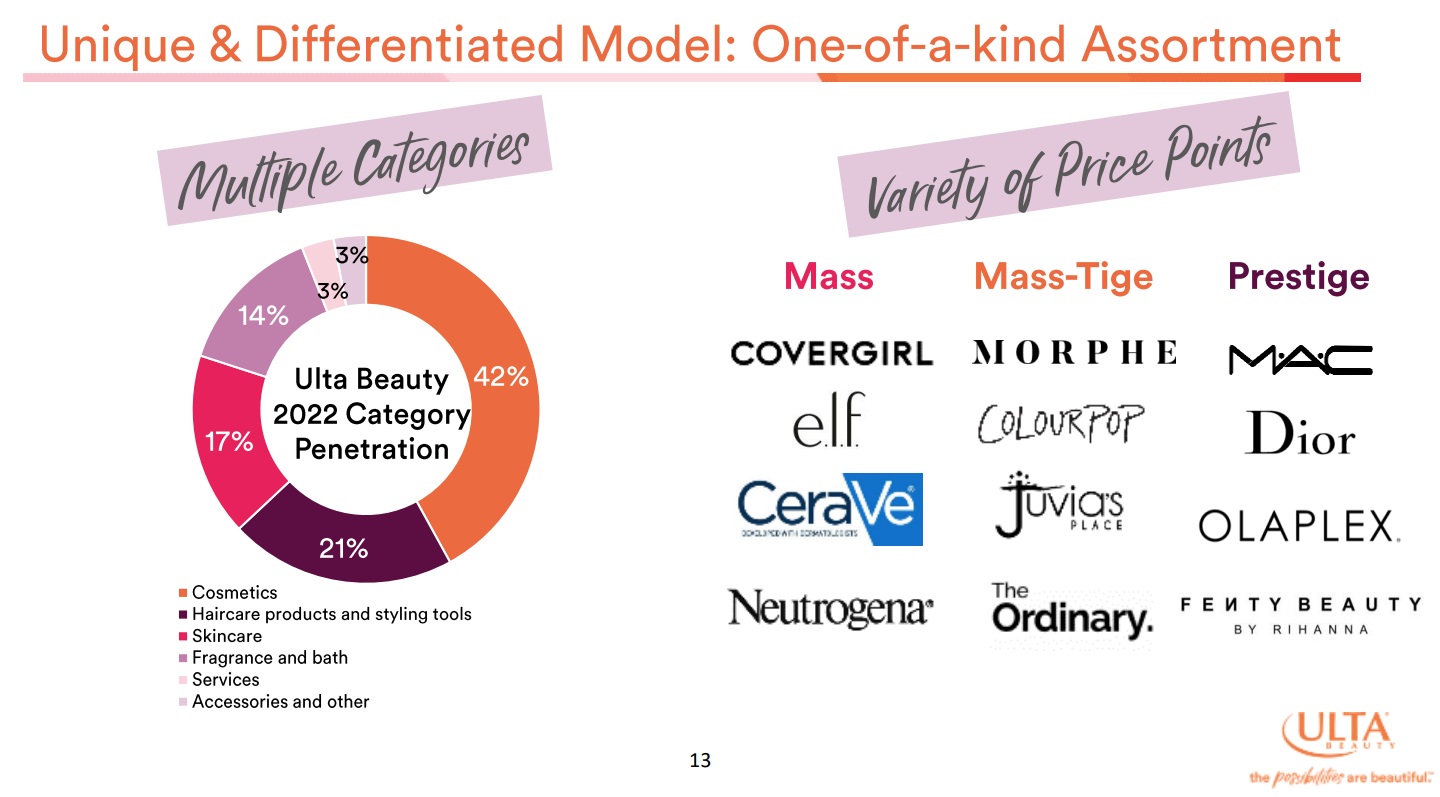 Unique & Differentiated Model: One-of-a-kind Assortment
Multiple Categories
3%
3%
14%
42%
17%
21%
Ulta Beauty
2022 Category
Penetration
Cosmetics
Haircare products and styling tools
Skincare
Fragrance and bath
Services
Accessories and other
Variety of Price Points
Mass
Mass-Tige
Prestige
COVERGIRL
MORPHE
MAC
e.l.f.
COLOURPOP
Dior
CeraVe®
DEVELOPED WITH DERMATOLOGISTS
Juvia's
PLACE
OLAPLEX®
Neutrogena®
The
Ordinary.
FENTY BEAUTY
BY RIHANNA
13
ULTA
BEAUTY
the possibilities are beautiful.™